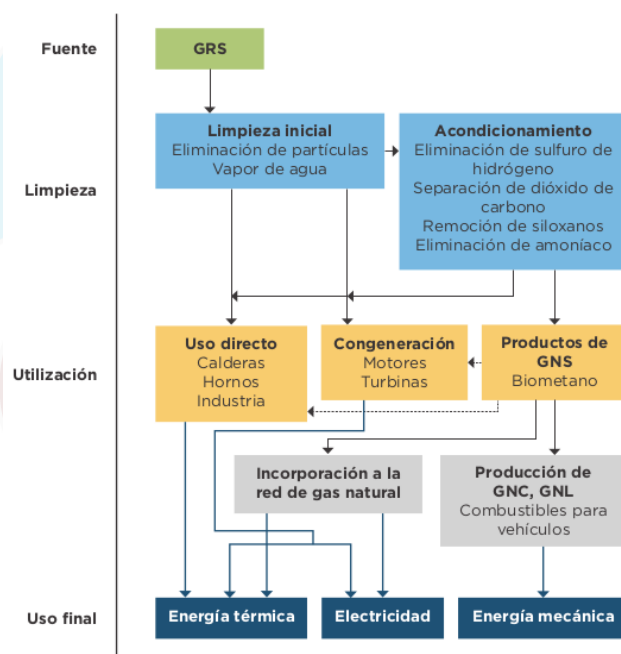 Fuente
GRS
Limpieza
Limpieza inicial
Eliminación de partículas
Vapor de agua
Acondicionamiento
Eliminación de sulfuro de
hidrógeno
Separación de dióxido de
carbono
Remoción de siloxanos
Eliminación de amoníaco
Utilización
Uso directo
Calderas
Hornos
Industria
Congeneración
Motores
Turbinas
Productos de
GNS
Biometano
Incorporación a la
red de gas natural
Producción de
GNC, GNL
Combustibles para
vehículos
Uso final
Energía térmica
Electricidad
Energía mecánica